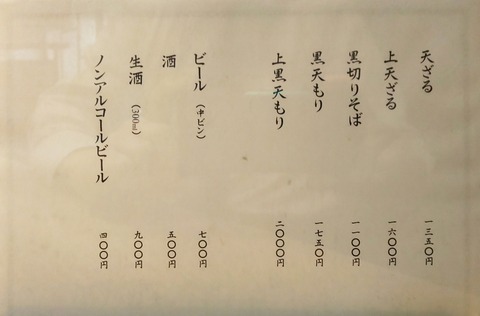 天ざる 一三五〇円
上天ざる 一六〇〇円
黒切りそば 一一〇〇円
黒天もり 一七五〇円
上黒天もり 二〇〇〇円
ビール（中ビン） 七〇〇円
酒 五〇〇円
生酒（300ml） 九〇〇円
ノンアルコールビール 四〇〇円